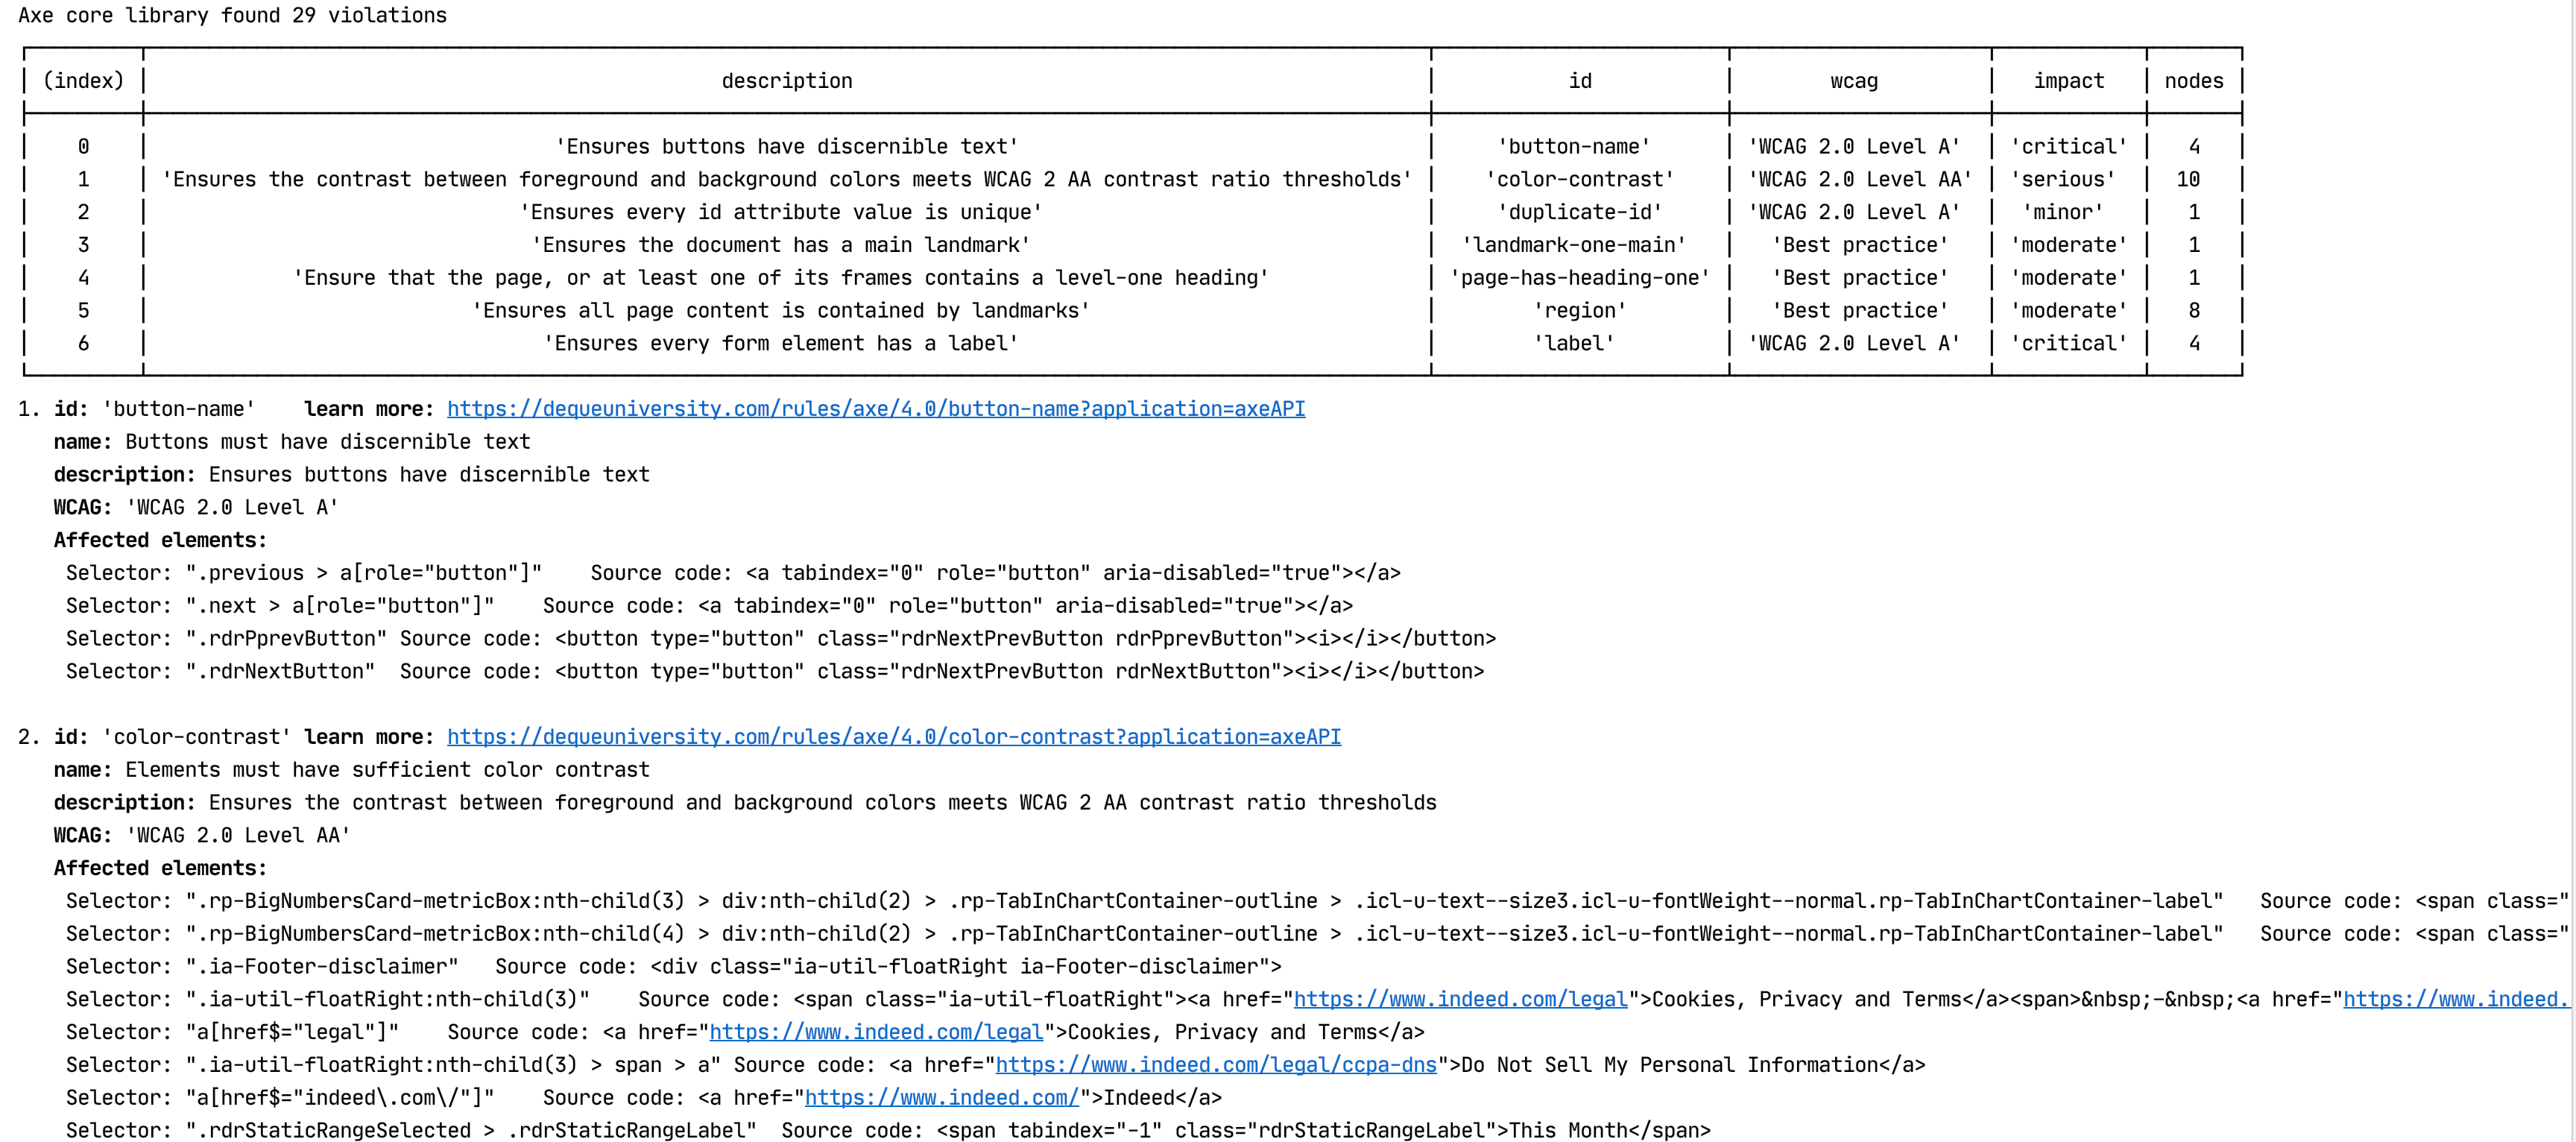 Axe core library found 29 violations
(index) description id wcag impact nodes
0 'Ensures buttons have discernible text' 'button-name' 'WCAG 2.0 Level A' 'critical' 4
1 'Ensures the contrast between foreground and background colors meets WCAG 2 AA contrast ratio thresholds' 'color-contrast' 'WCAG 2.0 Level AA' 'serious' 10
2 'Ensures every id attribute value is unique' 'duplicate-id' 'WCAG 2.0 Level A' 'minor' 1
3 'Ensures the document has a main landmark' 'landmark-one-main' 'Best practice' 'moderate' 1
4 'Ensure that the page, or at least one of its frames contains a level-one heading' 'page-has-heading-one' 'Best practice' 'moderate' 1
5 'Ensures all page content is contained by landmarks' 'region' 'Best practice' 'moderate' 8
6 'Ensures every form element has a label' 'label' 'WCAG 2.0 Level A' 'critical' 4
1. id: 'button-name' learn more: https://dequeuniversity.com/rules/axe/4.0/button-name?application=axeAPI
name: Buttons must have discernible text
description: Ensures buttons have discernible text
WCAG: 'WCAG 2.0 Level A'
Affected elements:
Selector: ".previous > a[role="button"]" Source code: <a tabindex="0" role="button" aria-disabled="true"></a>
Selector: ".next > a[role="button"]" Source code: <a tabindex="0" role="button" aria-disabled="true"></a>
Selector: ".rdrPprevButton" Source code: <button type="button" class="rdrNextPrevButton rdrPprevButton"><i></i></button>
Selector: ".rdrNextButton" Source code: <button type="button" class="rdrNextPrevButton rdrNextButton"><i></i></button>
2. id: 'color-contrast' learn more: https://dequeuniversity.com/rules/axe/4.0/color-contrast?application=axeAPI
name: Elements must have sufficient color contrast
description: Ensures the contrast between foreground and background colors meets WCAG 2 AA contrast ratio thresholds
WCAG: 'WCAG 2.0 Level AA'
Affected elements:
Selector: ".rp-BigNumbersCard-metricBox:nth-child(3) > div:nth-child(2) > .rp-TabInChartContainer-outline > .icl-u-text--size3.icl-u-fontWeight--normal.rp-TabInChartContainer-label" Source code: <span class="
Selector: ".rp-BigNumbersCard-metricBox:nth-child(4) > div:nth-child(2) > .rp-TabInChartContainer-outline > .icl-u-text--size3.icl-u-fontWeight--normal.rp-TabInChartContainer-label" Source code: <span class="
Selector: ".ia-Footer-disclaimer" Source code: <div class="ia-util-floatRight ia-Footer-disclaimer">
Selector: ".ia-util-floatRight:nth-child(3)" Source code: <span class="ia-util-floatRight"><a href="https://www.indeed.com/legal">Cookies, Privacy and Terms</a><span>&nbsp;-&nbsp;<a href="https://www.indeed.
Selector: "a[href$="legal"]" Source code: <a href="https://www.indeed.com/legal">Cookies, Privacy and Terms</a>
Selector: ".ia-util-floatRight:nth-child(3) > span > a" Source code: <a href="https://www.indeed.com/legal/ccpa-dns">Do Not Sell My Personal Information</a>
Selector: "a[href$="indeed\.com\/"]" Source code: <a href="https://www.indeed.com/">Indeed</a>
Selector: ".rdrStaticRangeSelected > .rdrStaticRangeLabel" Source code: <span tabindex="-1" class="rdrStaticRangeLabel">This Month</span>